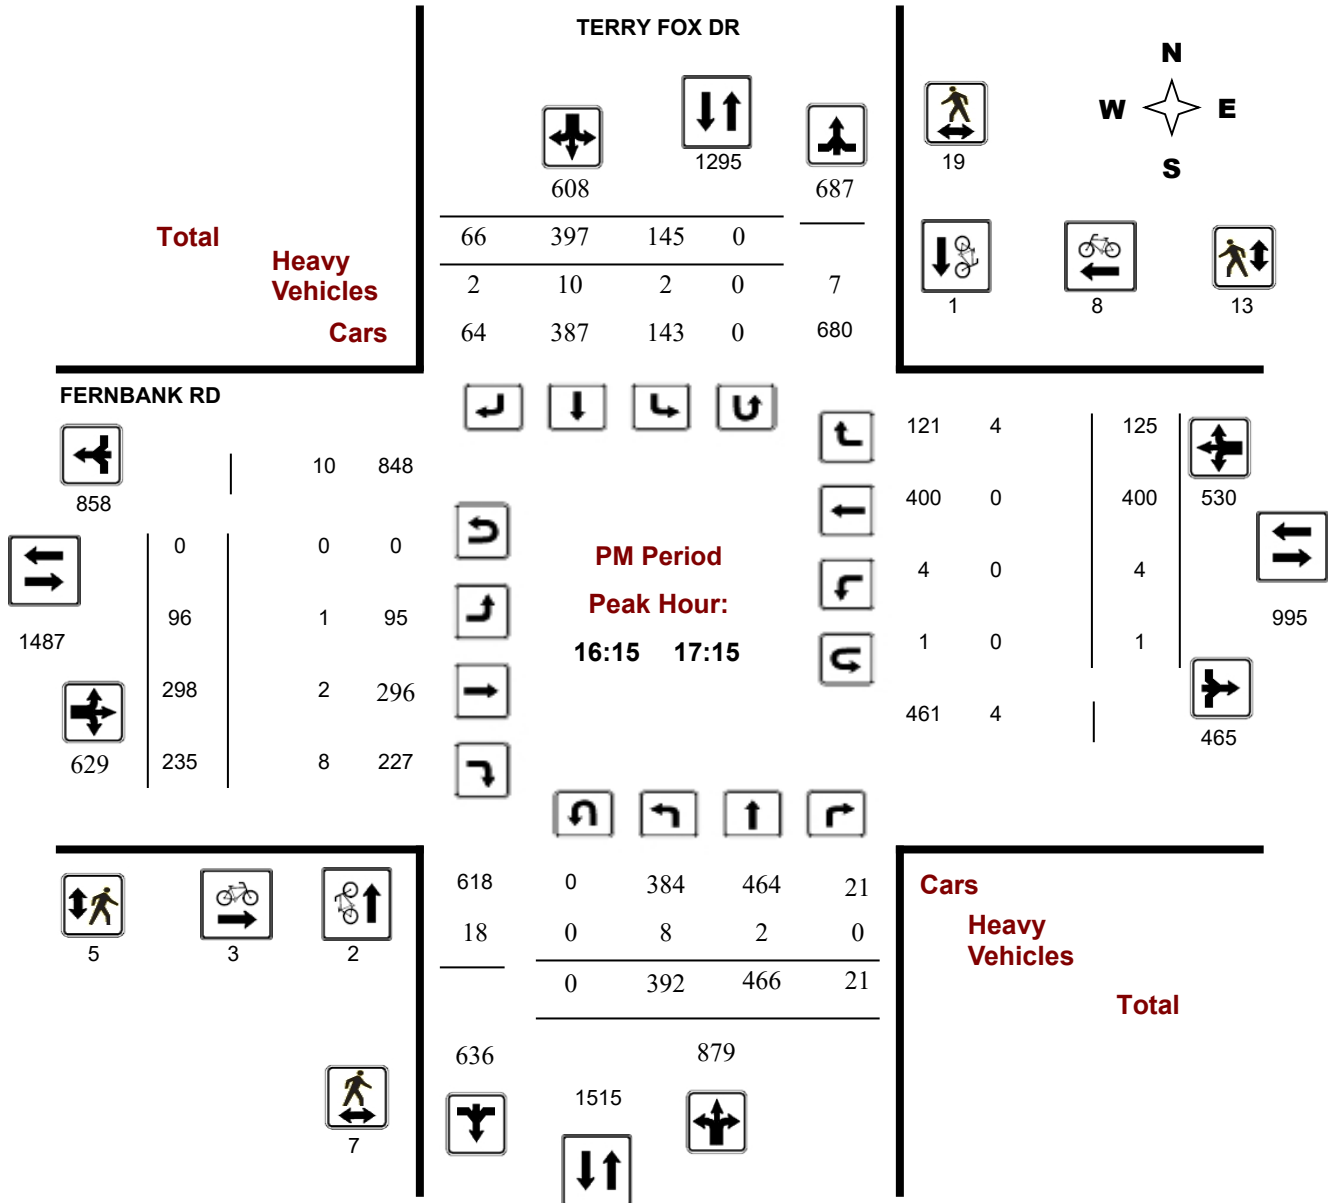 TERRY FOX DR
N
W E
S
1295
19
608
687
Total
66 397 145 0
Heavy
Vehicles
2 10 2 0 7
1 8 13
Cars
64 387 143 0 680
FERNBANK RD
121 4 125
10 848
858
400 0 400 530
0 0 0
PM Period
4 0 4
Peak Hour:
96 1 95
995
1487
16:15 17:15
1 0 1
298 2 296
461 4
465
629 235 8 227
618 0 384 464 21
Cars
18 0 8 2 0
Heavy
Vehicles
5 3 2
0 392 466 21
Total
636 879
1515
7